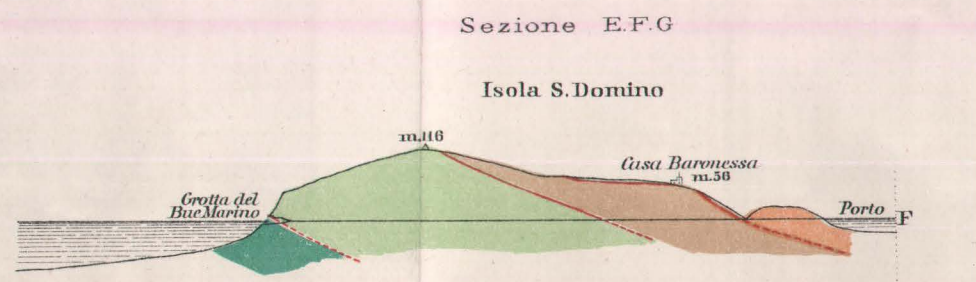 Sezione E.F.G
Isola S. Domino
m.116
Casa Baronessa
m.56
Grotta del
Bue Marino
Porto
F